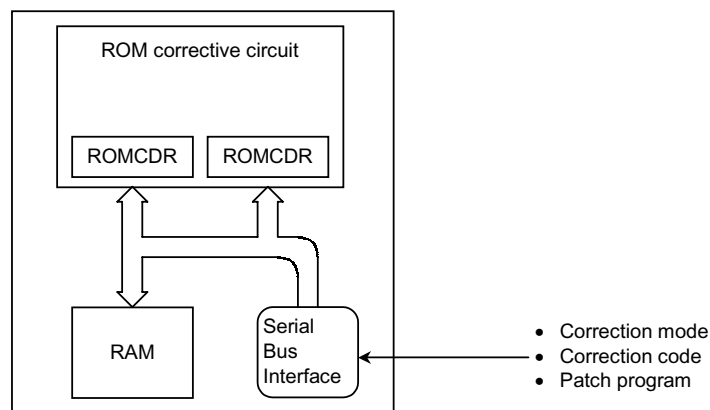 ROM corrective circuit
ROMCDR
ROMCDR
RAM
Serial
Bus
Interface
• Correction mode
• Correction code
• Patch program